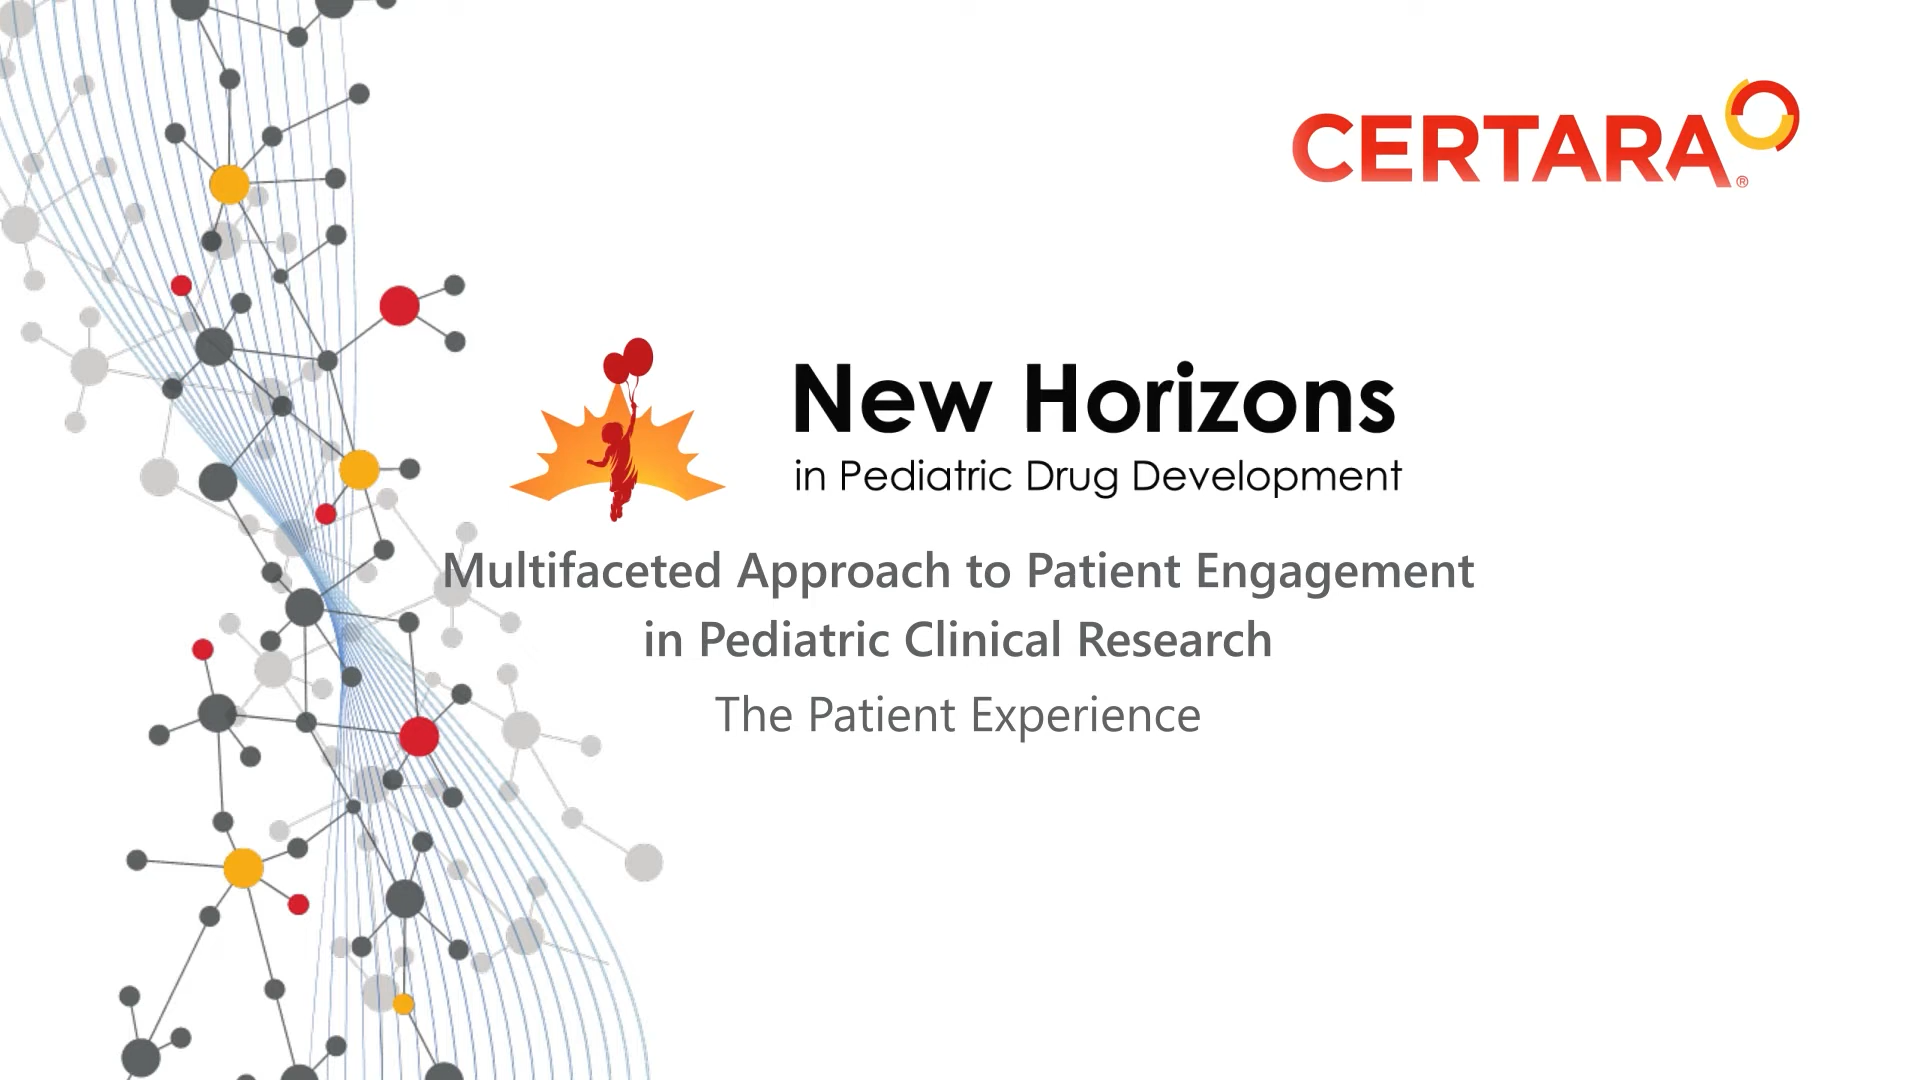 CERTARA®
New Horizons
in Pediatric Drug Development
Multifaceted Approach to Patient Engagement
in Pediatric Clinical Research
The Patient Experience